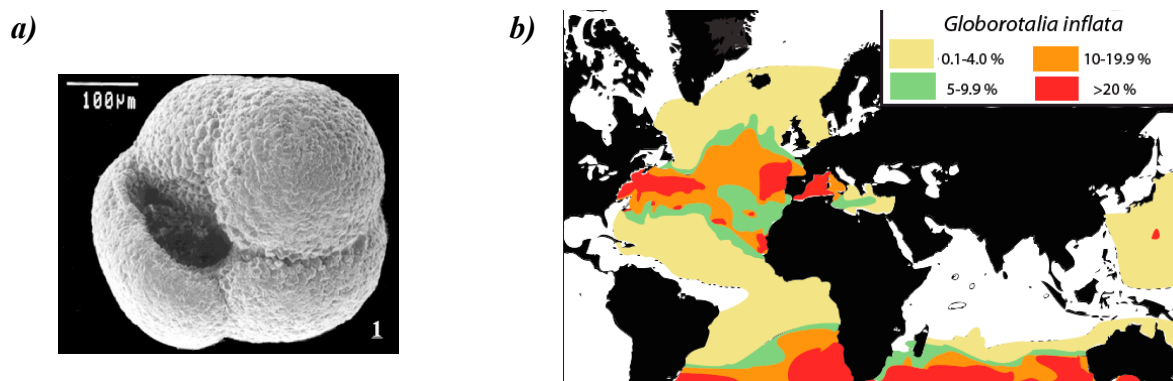 a)
100µm
1
b)
Globorotalia inflata
0.1-4.0 %
10-19.9 %
5-9.9 %
>20 %